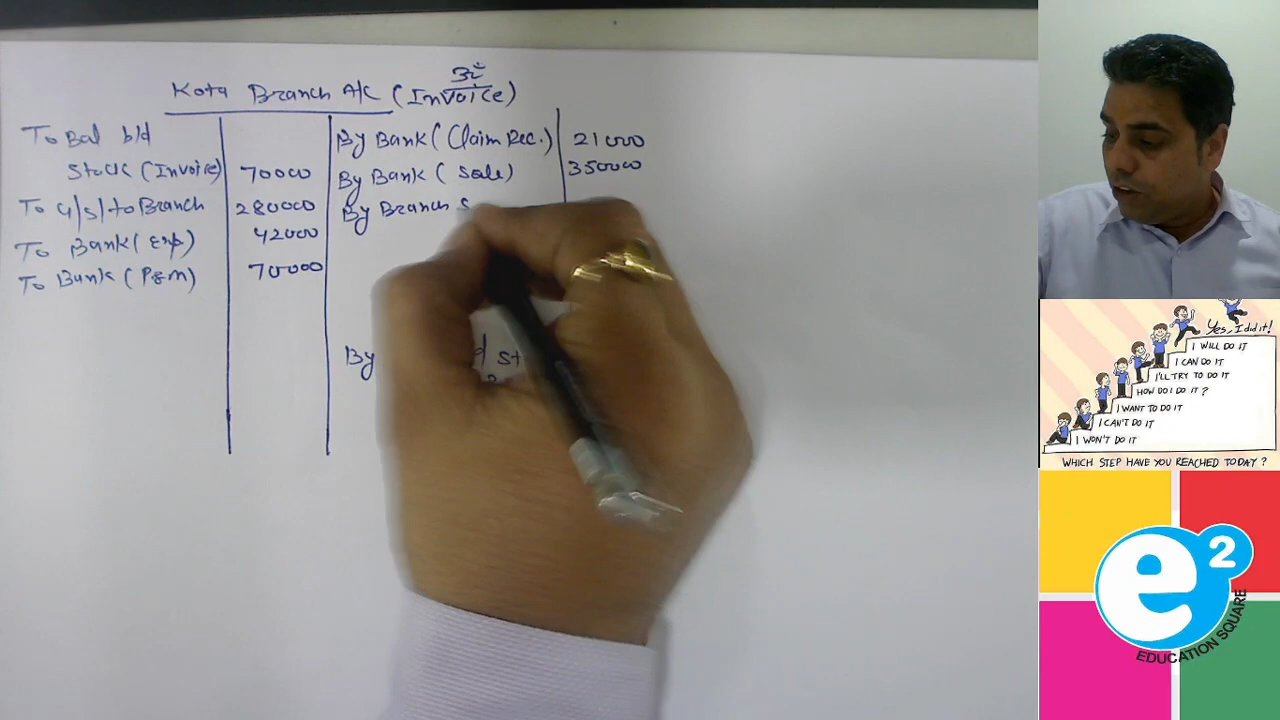 Kota Branch A/C (Invoice)
To Bal b/d
Stock (Invoice) 70000
To G/S/to Branch 280000
To Bank (Exp) 42000
To Bank (P&M) 70000
By Bank (Claim Rec.) 21000
By Bank (Sale) 350000
By Branch
By
Yes, I did it!
I WILL DO IT
I CAN DO IT
I'LL TRY TO DO IT
HOW DO I DO IT ?
I WANT TO DO IT
I CAN'T DO IT
I WON'T DO IT
WHICH STEP HAVE YOU REACHED TODAY ?
e2
EDUCATION SQUARE